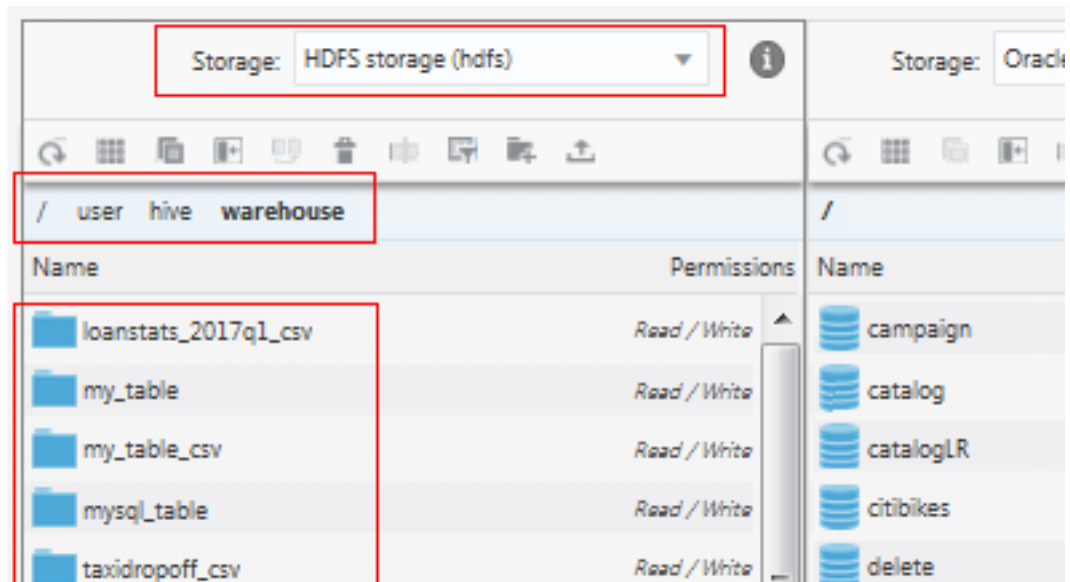 Storage: HDFS storage (hdfs)
/ user hive warehouse
Name Permissions
loanstats_2017q1_csv Read / Write
my_table Read / Write
my_table_csv Read / Write
mysql_table Read / Write
taxidropoff_csv Read / Write
Storage: Oracle
/
Name
campaign
catalog
catalogLR
citibikes
delete